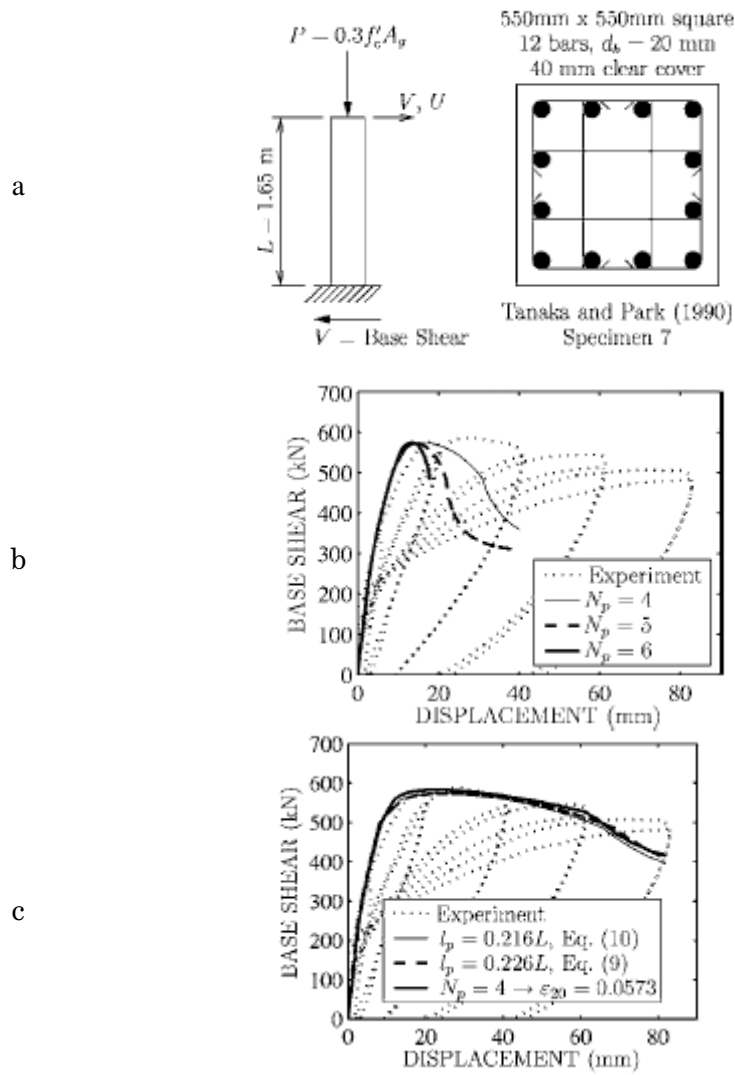 a
P = 0.3f'cAg
V, U
L = 1.65 m
V = Base Shear
550mm x 550mm square
12 bars, db = 20 mm
40 mm clear cover
Tanaka and Park (1990)
Specimen 7
b
BASE SHEAR (kN)
700
600
500
400
300
200
100
0
Experiment
Np = 4
Np = 5
Np = 6
0 20 40 60 80
DISPLACEMENT (mm)
c
BASE SHEAR (kN)
700
600
500
400
300
200
100
0
Experiment
lp = 0.216L, Eq. (10)
lp = 0.226L, Eq. (9)
Np = 4 → ε20 = 0.0573
0 20 40 60 80
DISPLACEMENT (mm)